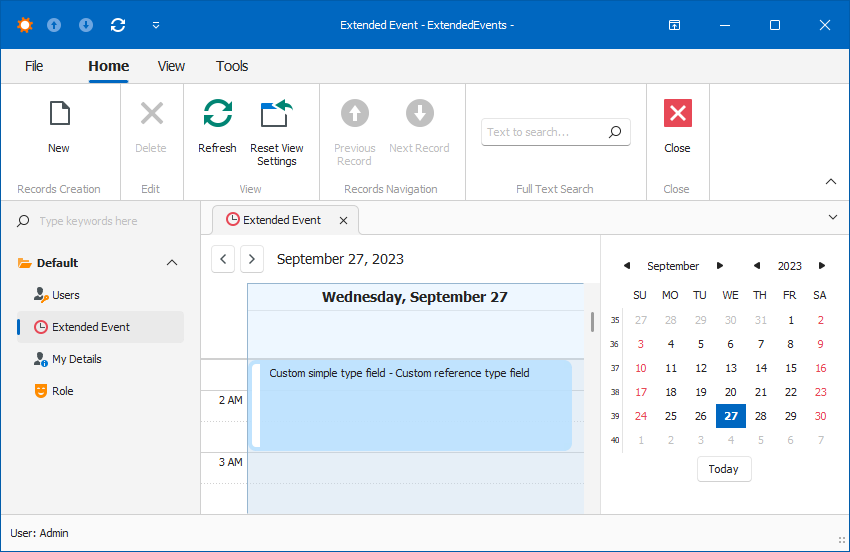 Extended Event - ExtendedEvents -
File Home View Tools
New
Delete
Refresh
Reset View
Settings
Previous
Record
Next Record
Text to search...
Close
Records Creation
Edit
View
Records Navigation
Full Text Search
Close
Type keywords here
Default
Users
Extended Event
My Details
Role
Extended Event
September 27, 2023
Wednesday, September 27
Custom simple type field - Custom reference type field
2 AM
3 AM
September 2023
SU MO TU WE TH FR SA
35 27 28 29 30 31 1 2
36 3 4 5 6 7 8 9
37 10 11 12 13 14 15 16
38 17 18 19 20 21 22 23
39 24 25 26 27 28 29 30
40 1 2 3 4 5 6 7
Today
User: Admin